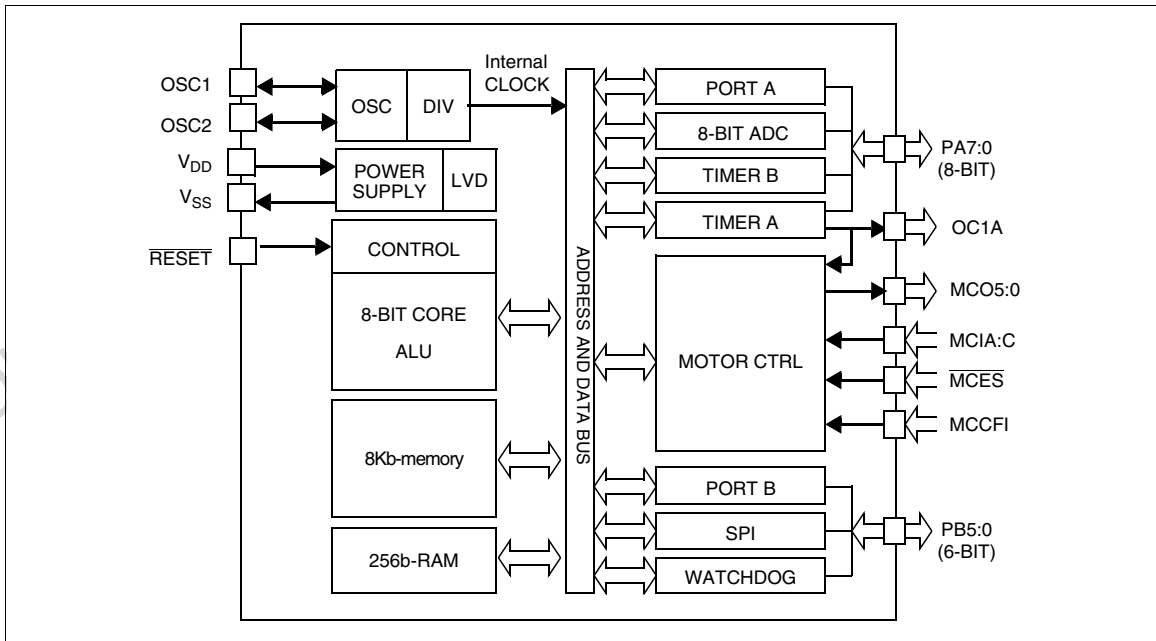 OSC1
OSC2
VDD
VSS
RESET
OSC
DIV
Internal
CLOCK
POWER
SUPPLY
LVD
CONTROL
8-BIT CORE
ALU
8Kb-memory
256b-RAM
ADDRESS AND DATA BUS
PORT A
8-BIT ADC
TIMER B
TIMER A
MOTOR CTRL
PORT B
SPI
WATCHDOG
PA7:0
(8-BIT)
OC1A
MCO5:0
MCIA:C
MCES
MCCFI
PB5:0
(6-BIT)